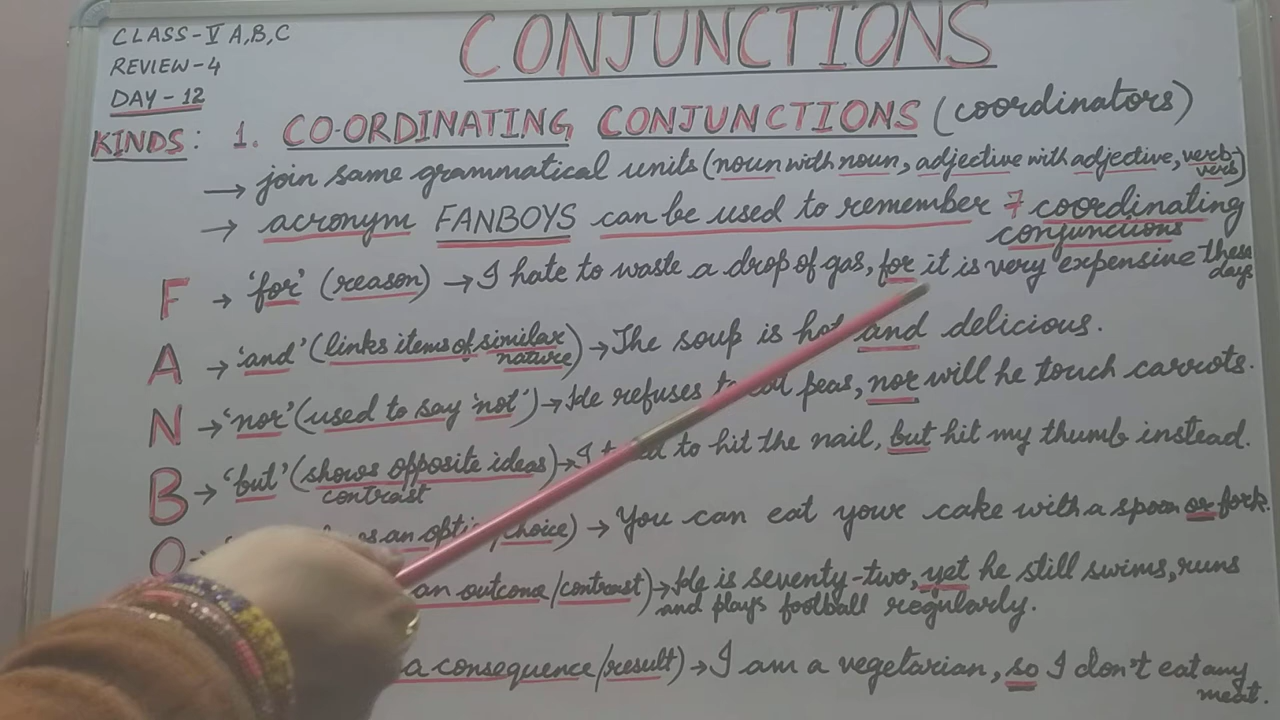 CONJUNCTIONS
CLASS-V A,B,C
REVIEW-4
DAY-12
KINDS: 1. CO-ORDINATING CONJUNCTIONS (coordinators)
→ join same grammatical units (noun with noun, adjective with adjective, verb-verb)
→ acronym FANBOYS can be used to remember 7 coordinating conjunctions
F → 'for' (reason) → I hate to waste a drop of gas, for it is very expensive these days
A → 'and' (links items of similar nature) → The soup is hot and delicious.
N → 'nor' (used to say 'not') → He refuses to eat peas, nor will he touch carrots.
B → 'but' (shows opposite ideas) → I to hit the nail, but hit my thumb instead.
contrast
O → an option/choice) → You can eat your cake with a spoon or fork.
an outcome/contrast) → He is seventy-two, yet he still swims, runs
and plays football regularly.
a consequence/result) → I am a vegetarian, so I don't eat any meat.